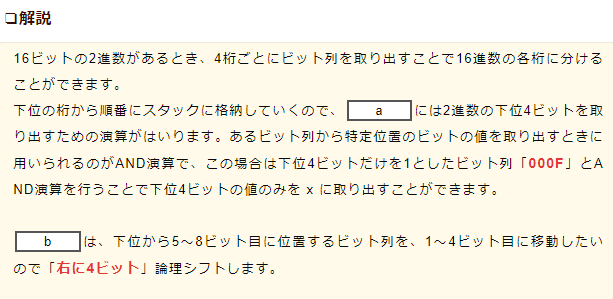 ❏解説
16ビットの2進数があるとき、4桁ごとにビット列を取り出すことで16進数の各桁に分ける
ことができます。
下位の桁から順番にスタックに格納していくので、 a には2進数の下位4ビットを取
り出すための演算がはいります。あるビット列から特定位置のビットの値を取り出すときに
用いられるのがAND演算で、この場合は下位4ビットだけを1としたビット列「000F」とA
ND演算を行うことで下位4ビットの値のみを x に取り出すことができます。
b は、下位から5～8ビット目に位置するビット列を、1～4ビット目に移動したい
ので「右に4ビット」論理シフトします。